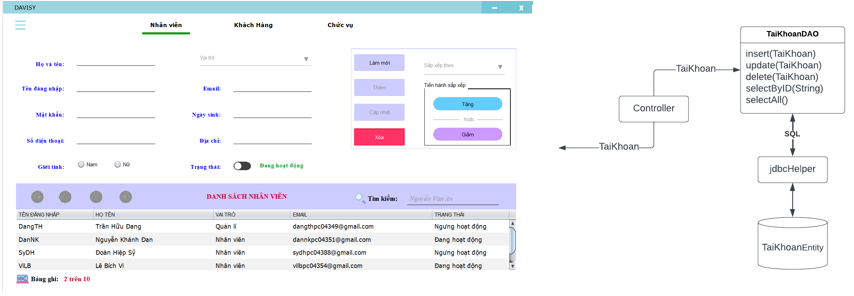 DAVISY
x
Nhân viên Khách Hàng Chức vụ
Họ và tên:
Vai trò
Tên đăng nhập: Email:
Mật khẩu: Ngày sinh:
Số điện thoại: Địa chỉ:
Giới tính: Nam Nữ Trạng thái: Đang hoạt động
Làm mới
Thêm
Cập nhật
Xóa
Sắp xếp theo
Tiến hành sắp xếp
Tăng
hoặc
Giảm
DANH SÁCH NHÂN VIÊN Tìm kiếm: Nguyễn Văn An
TÊN ĐĂNG NHẬP HỌ TÊN VAI TRÒ EMAIL TRẠNG THÁI
DangTH Trần Hữu Đang Quản lí dangthpc04349@gmail.com Ngưng hoạt động
DanNK Nguyễn Khánh Đan Nhân viên dannkpc04351@gmail.com Đang hoạt động
SyDH Đoàn Hiệp Sỹ Nhân viên sydhpc04388@gmail.com Ngưng hoạt động
ViLB Lê Bích Vi Nhân viên vilbpc04354@gmail.com Đang hoạt động
Bảng ghi: 2 trên 10
TaiKhoan
Controller
TaiKhoan
TaiKhoanDAO
insert(TaiKhoan)
update(TaiKhoan)
delete(TaiKhoan)
selectByID(String)
selectAll()
SQL
jdbcHelper
TaiKhoanEntity